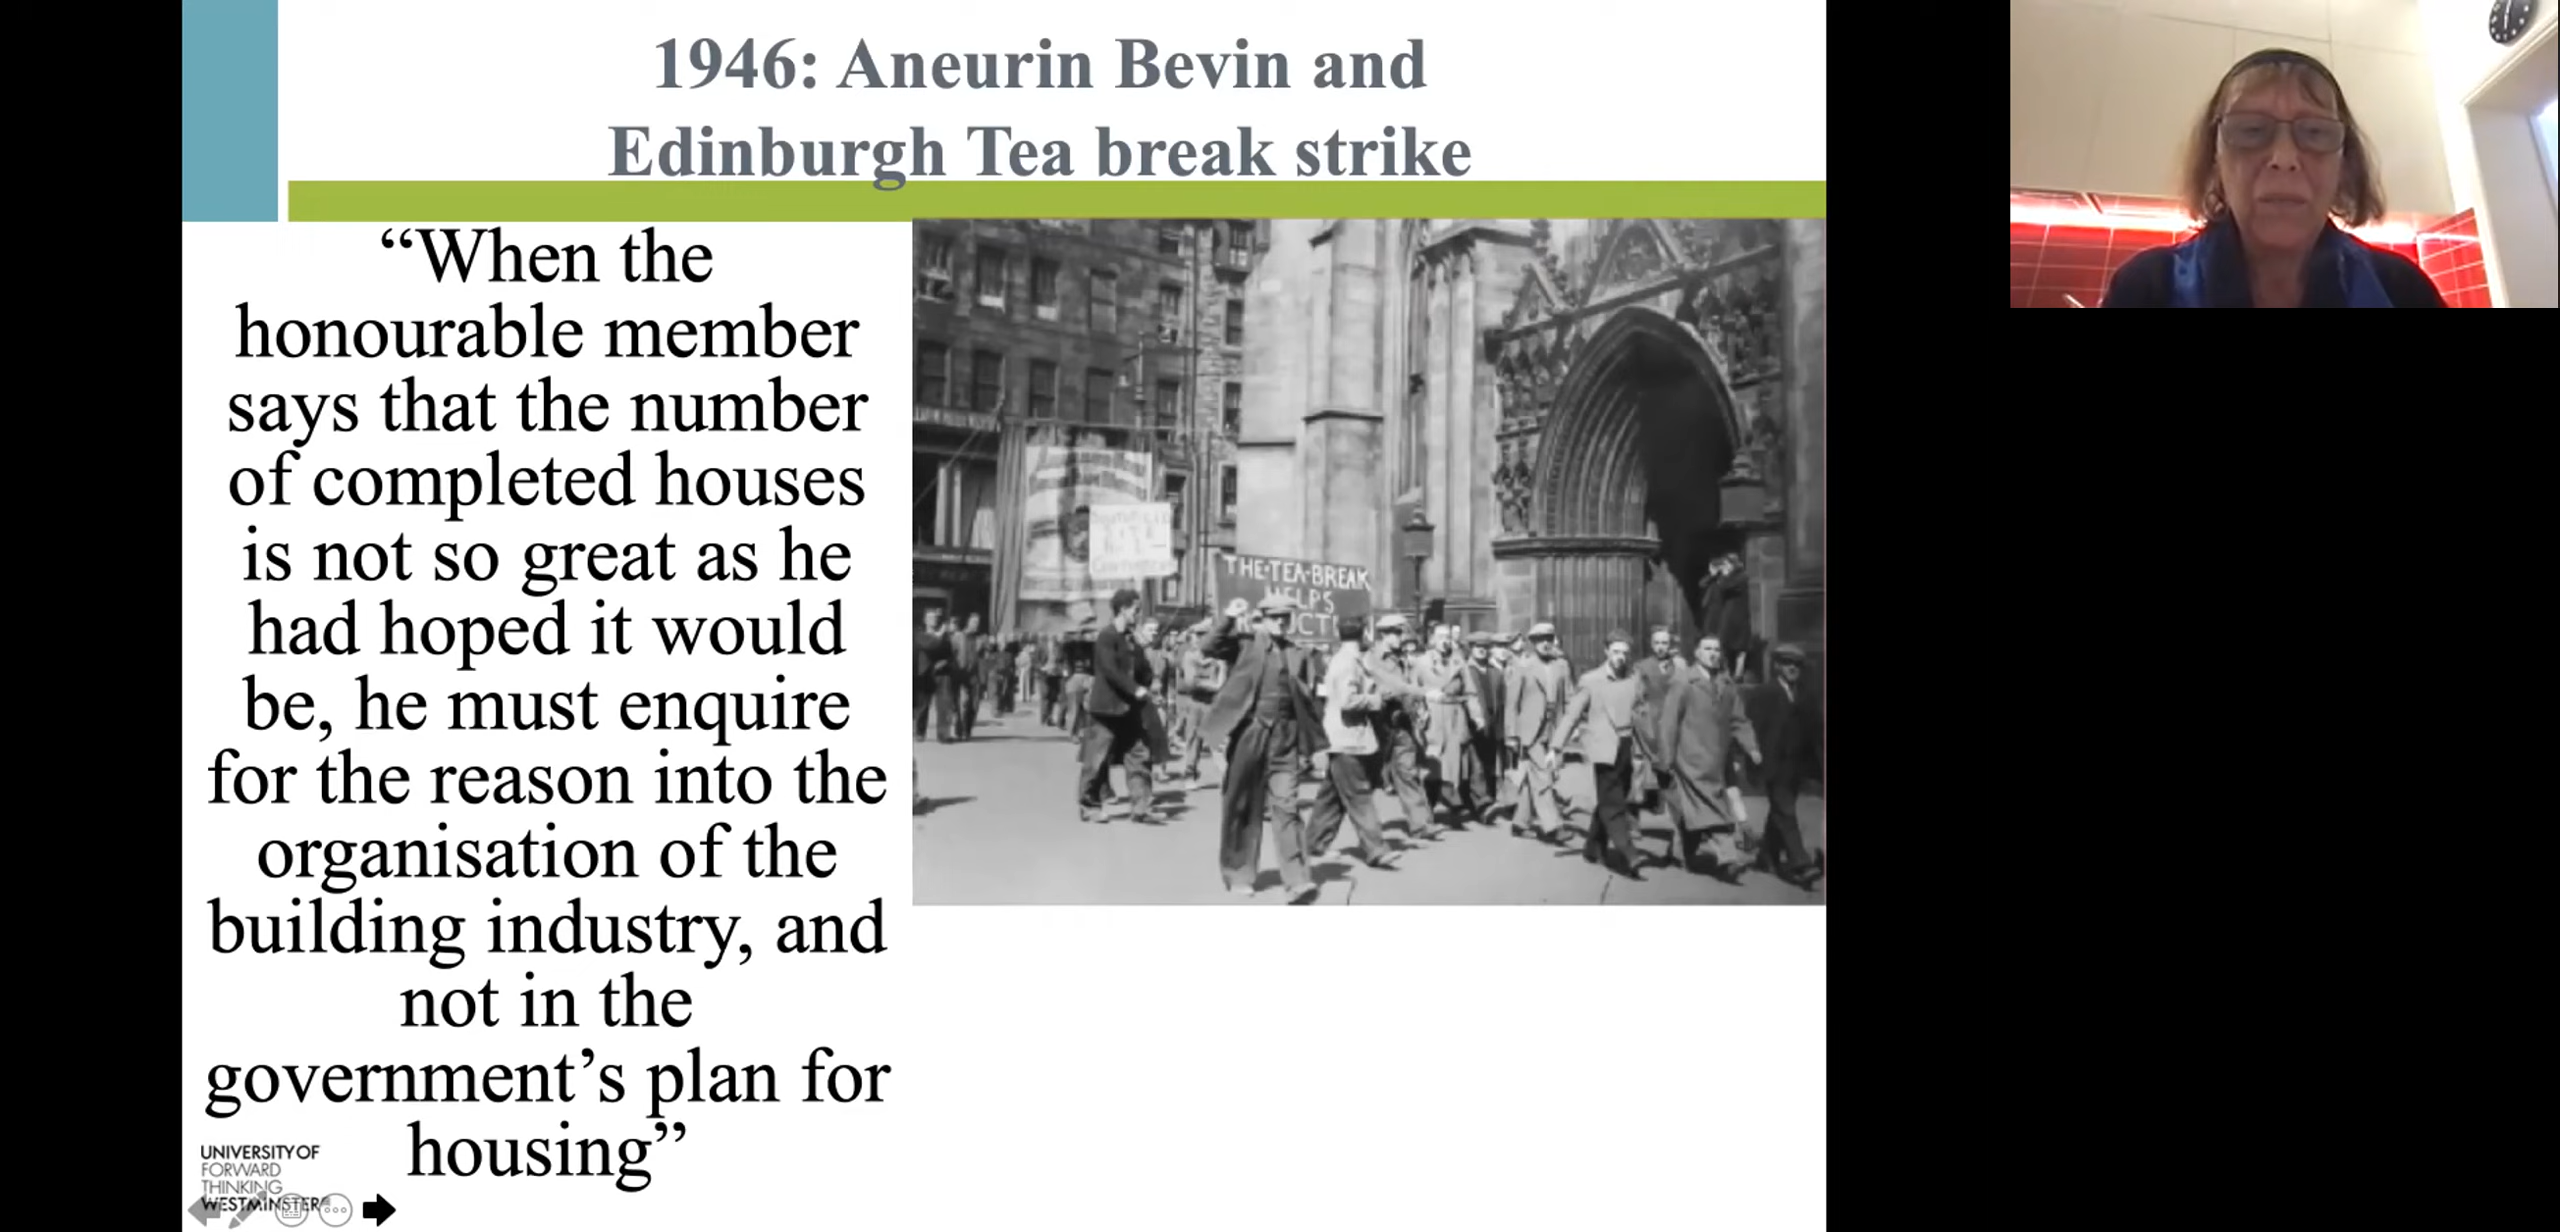 1946: Aneurin Bevin and
Edinburgh Tea break strike
“When the
honourable member
says that the number
of completed houses
is not so great as he
had hoped it would
be, he must enquire
for the reason into the
organisation of the
building industry, and
not in the
government’s plan for
housing”
THE·TEA·BREAK
HELPS
UNIVERSITY OF
FORWARD
THINKING
WESTMINSTER